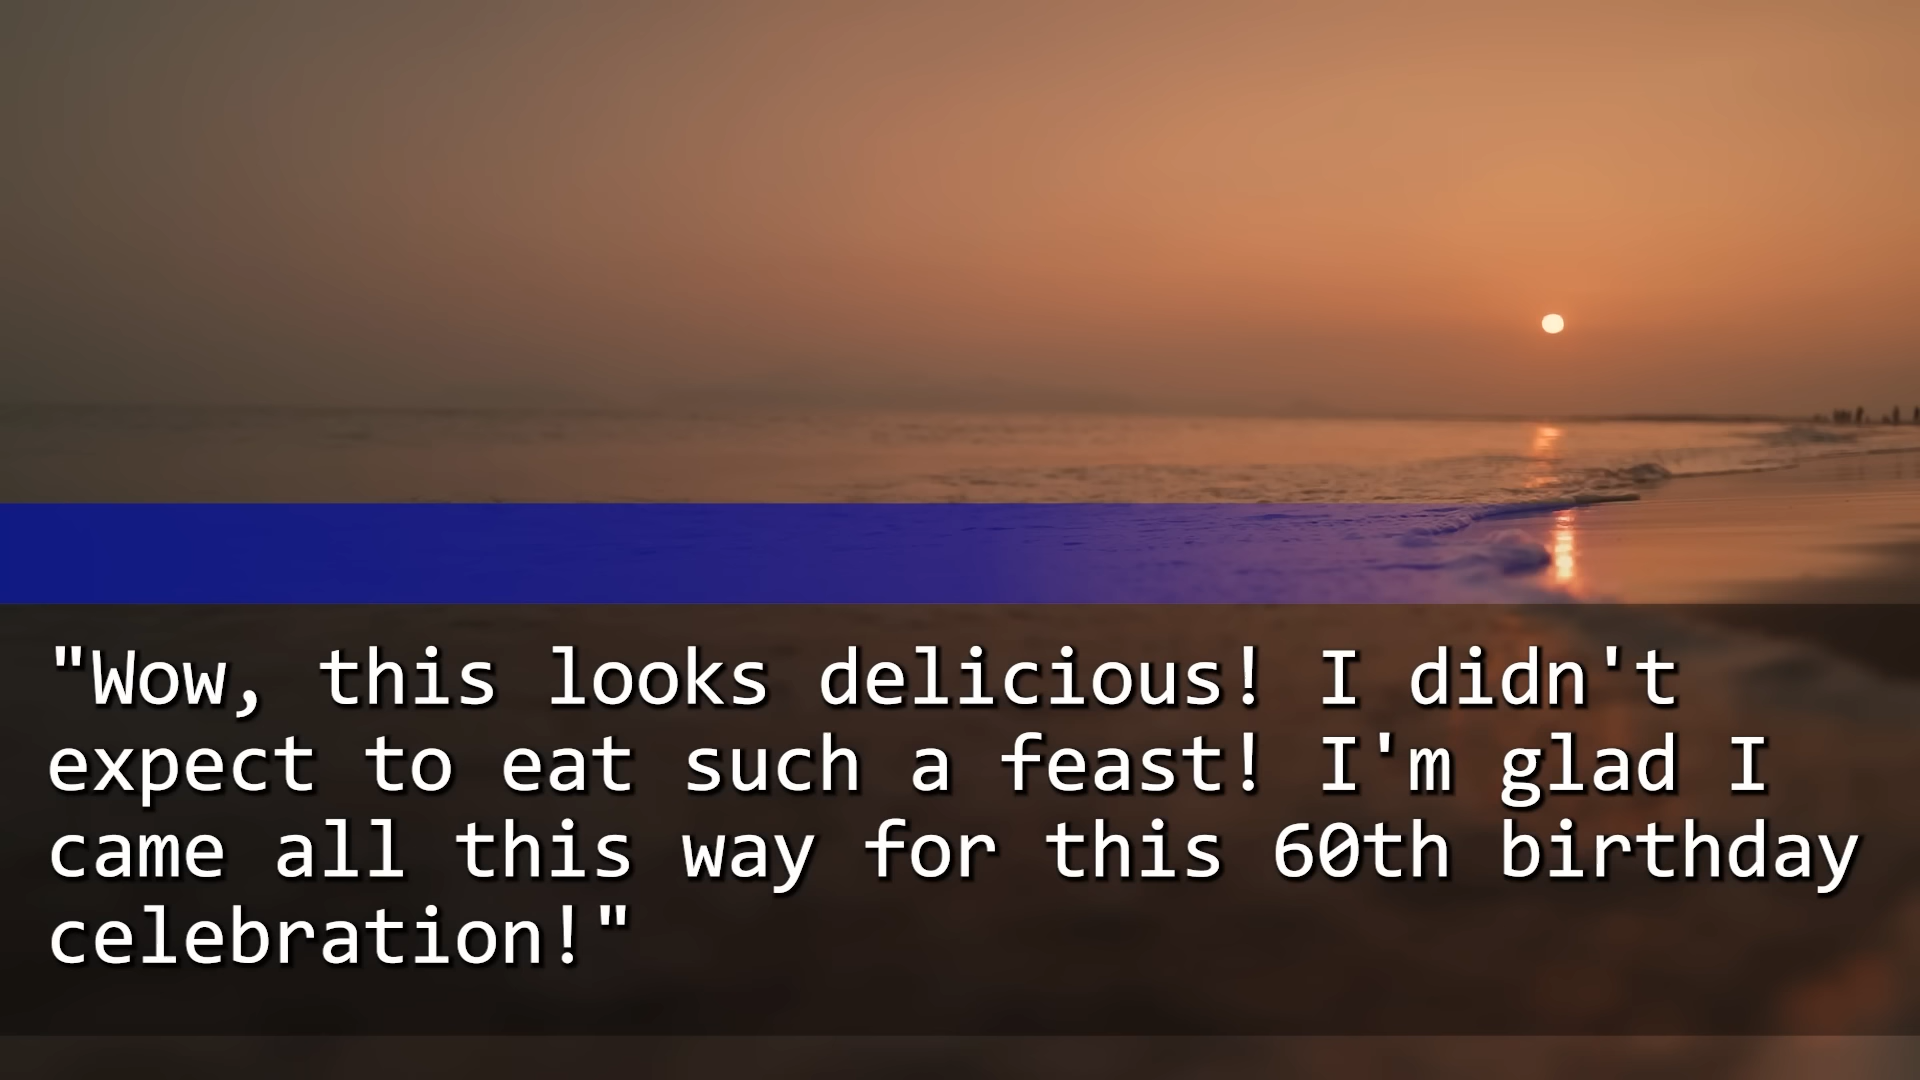 "Wow, this looks delicious! I didn't
expect to eat such a feast! I'm glad I
came all this way for this 60th birthday
celebration!"